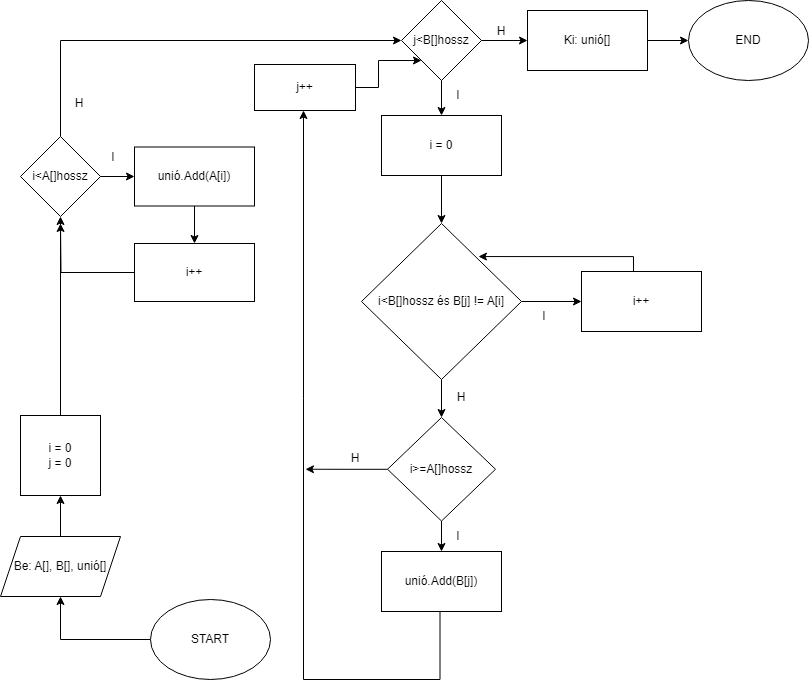 START
Be: A[], B[], unió[]
i = 0
j = 0
i<A[]hossz
I
unió.Add(A[i])
i++
H
j<B[]hossz
H
Ki: unió[]
END
I
j++
i = 0
i<B[]hossz és B[j] != A[i]
I
i++
H
i>=A[]hossz
H
I
unió.Add(B[j])